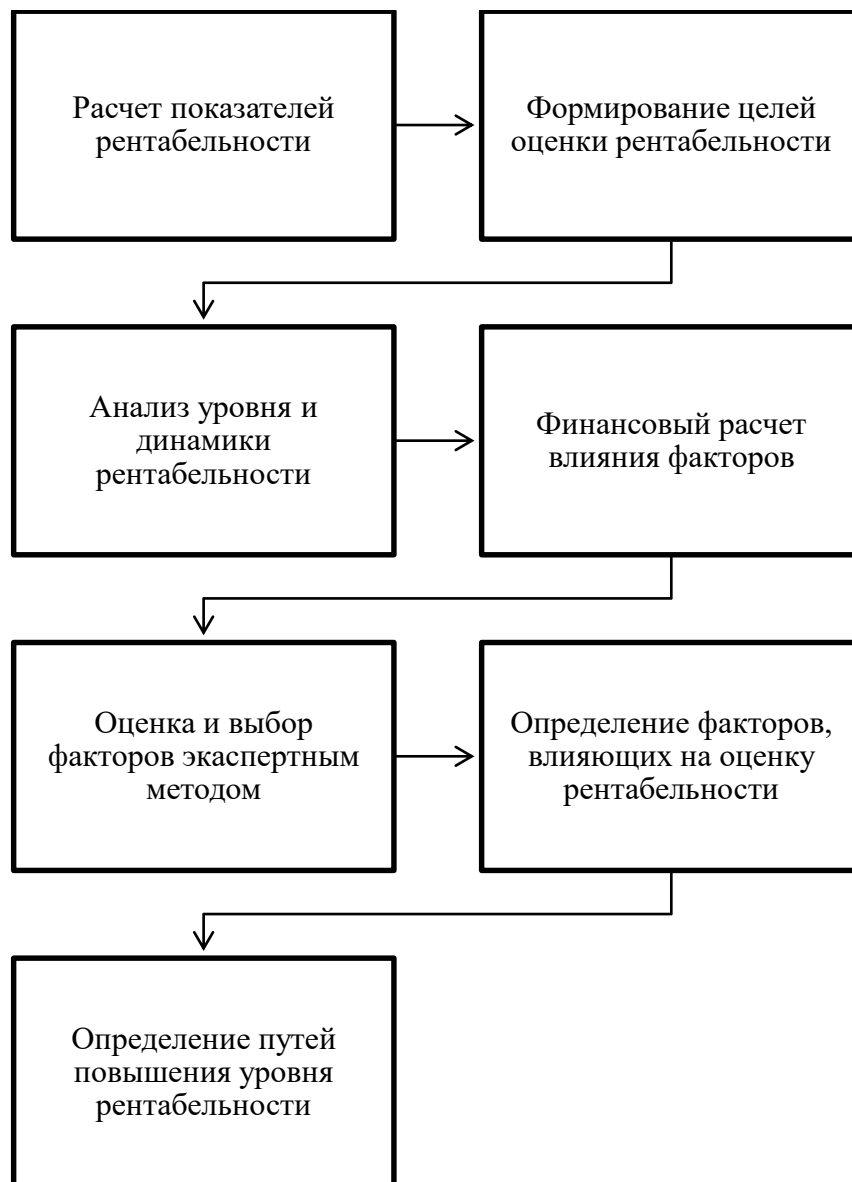 Расчет показателей
рентабельности
Формирование целей
оценки рентабельности
Анализ уровня и
динамики
рентабельности
Финансовый расчет
влияния факторов
Оценка и выбор
факторов экаспертным
методом
Определение факторов,
влияющих на оценку
рентабельности
Определение путей
повышения уровня
рентабельности